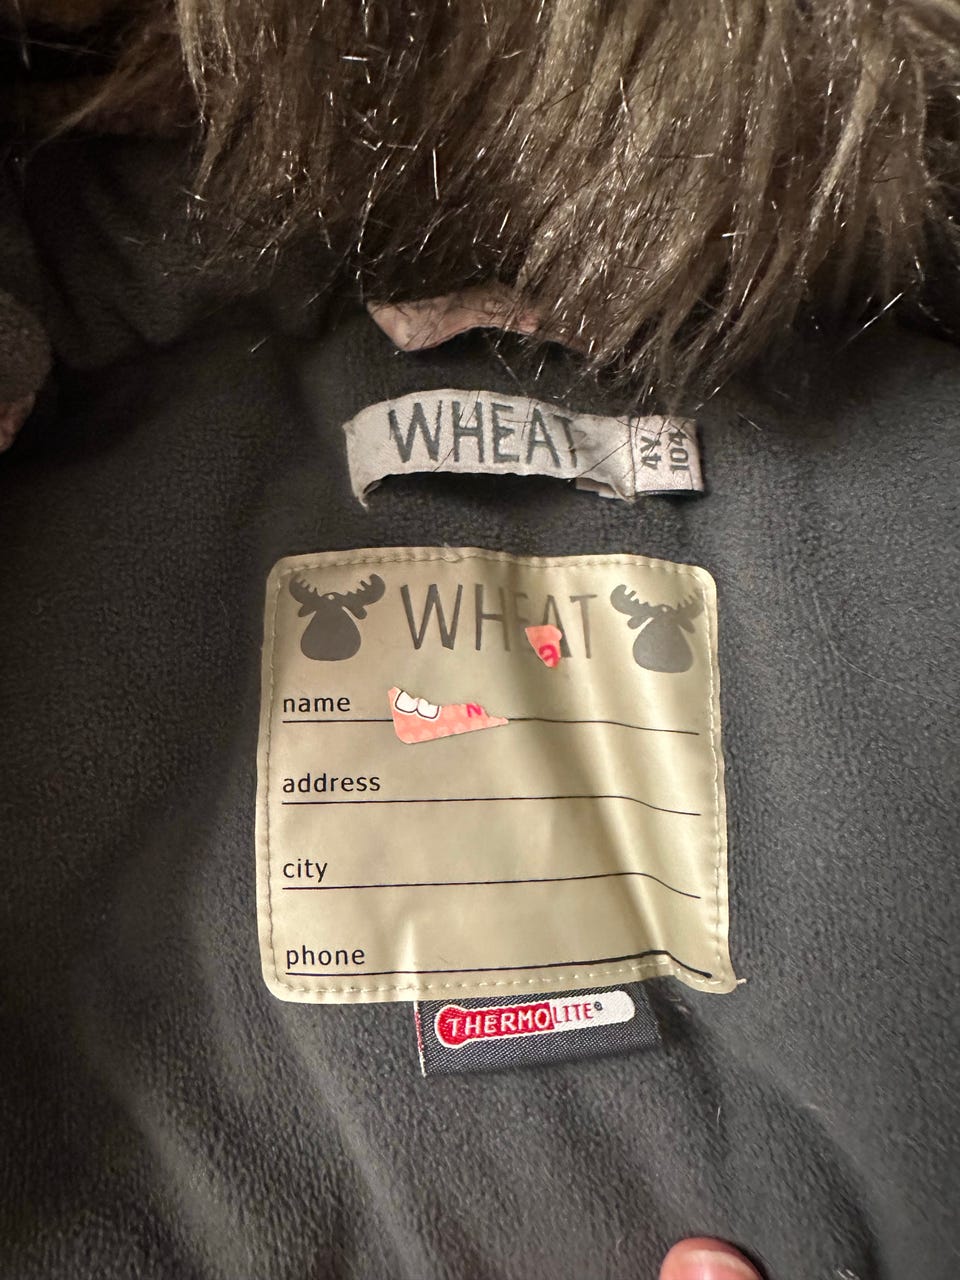 WHEAT
4Y
104
WHEAT
name
N
address
city
phone
THERMOLITE®